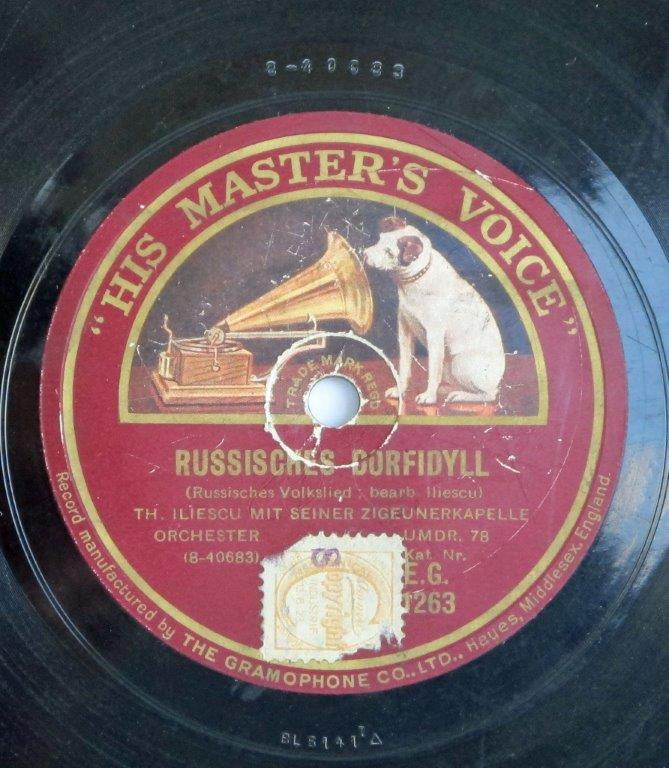 8-40683
"HIS MASTER'S VOICE"
TRADE MARK REGD
RUSSISCHES DORFIDYLL
(Russisches Volkslied ; bearb. Iliescu)
TH. ILIESCU MIT SEINER ZIGEUNERKAPELLE
ORCHESTER UMDR. 78
(8-40683) Kat. Nr.
E.G.
263
Record manufactured by THE GRAMOPHONE CO., LTD., Hayes, Middlesex, England.